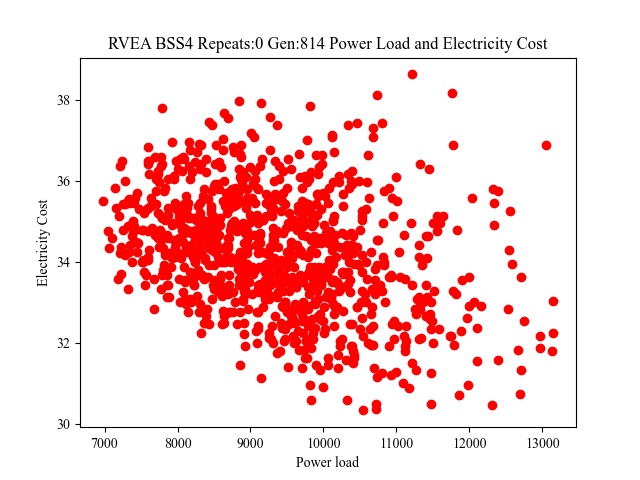 RVEA BSS4 Repeats:0 Gen:814 Power Load and Electricity Cost
Electricity Cost
38
36
34
32
30
7000 8000 9000 10000 11000 12000 13000
Power load